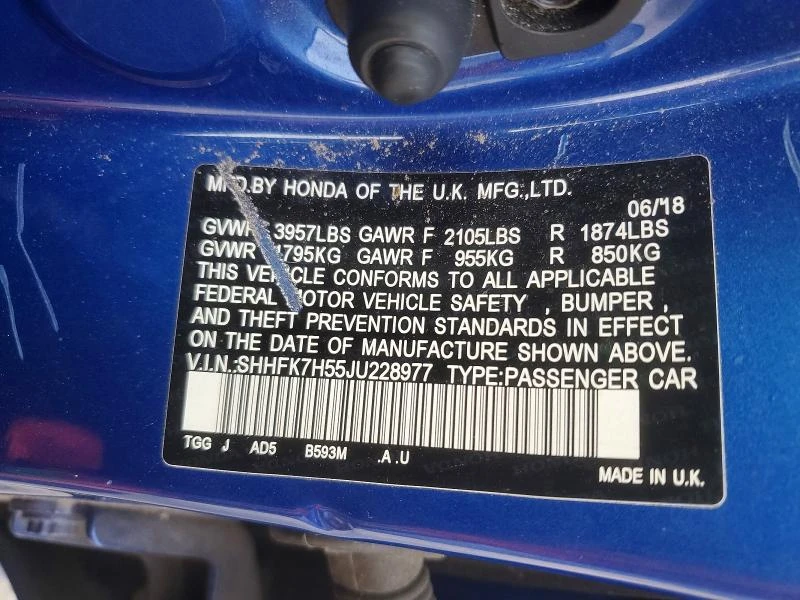 MFD.BY HONDA OF THE U.K. MFG.,LTD.
06/18
GVWR 3957LBS GAWR F 2105LBS R 1874LBS
GVWR 1795KG GAWR F 955KG R 850KG
THIS VEHICLE CONFORMS TO ALL APPLICABLE
FEDERAL MOTOR VEHICLE SAFETY , BUMPER ,
AND THEFT PREVENTION STANDARDS IN EFFECT
ON THE DATE OF MANUFACTURE SHOWN ABOVE.
V.I.N.:SHHFK7H55JU228977 TYPE:PASSENGER CAR
TGG J AD5 B593M .A .U
MADE IN U.K.